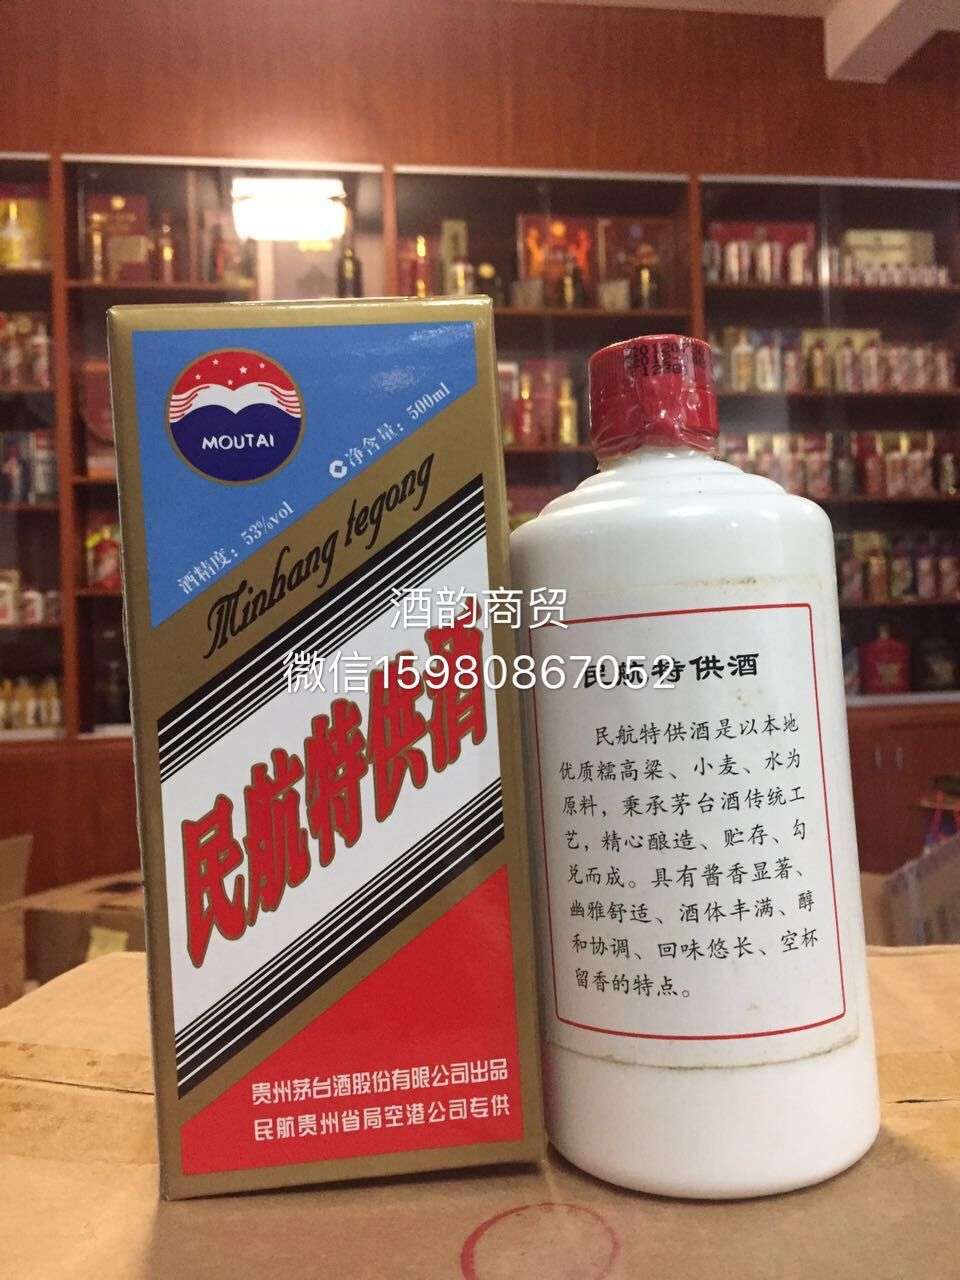 MOUTAI
酒精度：53%vol
净含量：500ml
Minhang tegong
民航特供酒
贵州茅台酒股份有限公司出品
民航贵州省局空港公司专供
酒韵商贸
微信15980867052
民航特供酒
民航特供酒是以本地
优质糯高粱、小麦、水为
原料，秉承茅台酒传统工
艺，精心酿造、贮存、勾
兑而成。具有酱香显著、
幽雅舒适、酒体丰满、醇
和协调、回味悠长、空杯
留香的特点。